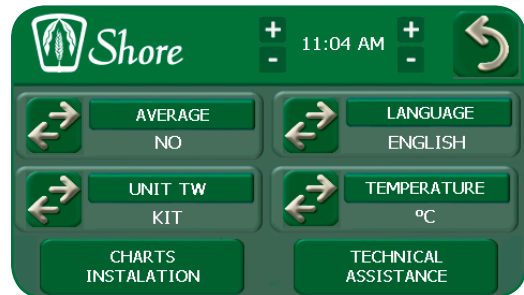 Shore
+ 11:04 AM +
- -
AVERAGE
NO
LANGUAGE
ENGLISH
UNIT TW
KIT
TEMPERATURE
ºC
CHARTS
INSTALATION
TECHNICAL
ASSISTANCE